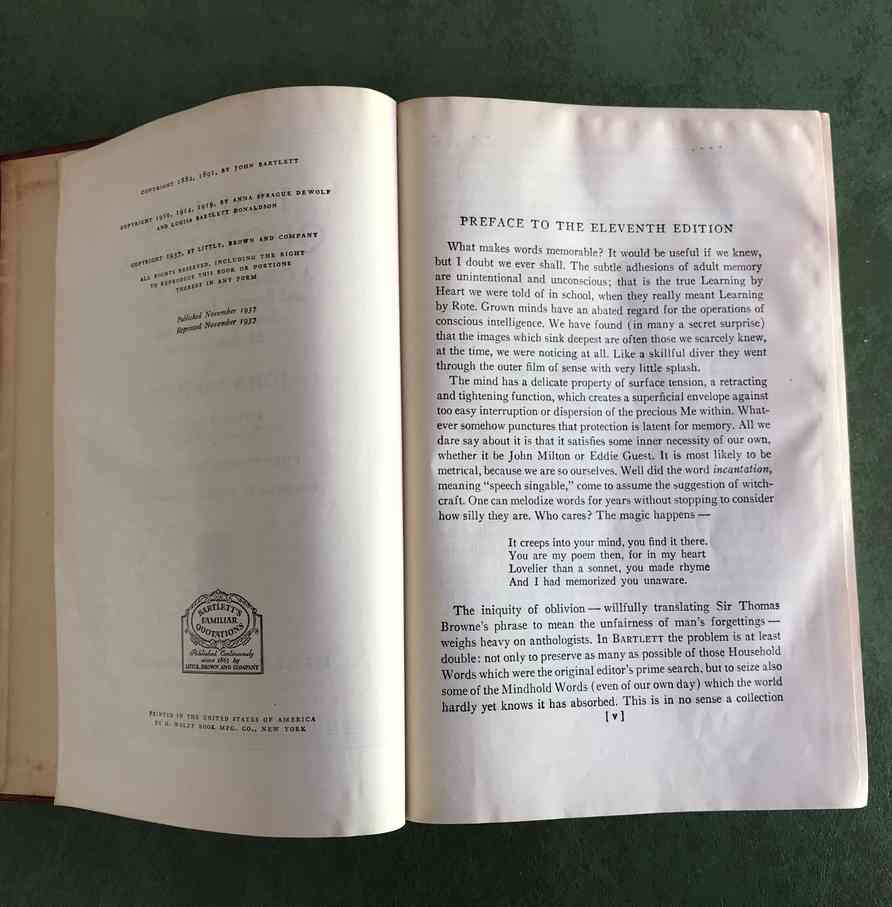 COPYRIGHT 1882, 1891, BY JOHN BARTLETT
COPYRIGHT 1910, 1914, 1919, BY ANNA SPRAGUE DEWOLF
AND LOUISA BARTLETT DONALDSON
COPYRIGHT 1937, BY LITTLE, BROWN AND COMPANY
ALL RIGHTS RESERVED, INCLUDING THE RIGHT
TO REPRODUCE THIS BOOK OR PORTIONS
THEREOF IN ANY FORM
Published November 1937
Reprinted November 1937
BARTLETT'S
FAMILIAR
QUOTATIONS
Published Continuously
since 1863 by
LITTLE, BROWN AND COMPANY
PRINTED IN THE UNITED STATES OF AMERICA
BY H. WOLFF BOOK MFG. CO., NEW YORK
PREFACE TO THE ELEVENTH EDITION
What makes words memorable? It would be useful if we knew,
but I doubt we ever shall. The subtle adhesions of adult memory
are unintentional and unconscious; that is the true Learning by
Heart we were told of in school, when they really meant Learning
by Rote. Grown minds have an abated regard for the operations of
conscious intelligence. We have found (in many a secret surprise)
that the images which sink deepest are often those we scarcely knew,
at the time, we were noticing at all. Like a skillful diver they went
through the outer film of sense with very little splash.
The mind has a delicate property of surface tension, a retracting
and tightening function, which creates a superficial envelope against
too easy interruption or dispersion of the precious Me within. What-
ever somehow punctures that protection is latent for memory. All we
dare say about it is that it satisfies some inner necessity of our own,
whether it be John Milton or Eddie Guest. It is most likely to be
metrical, because we are so ourselves. Well did the word incantation,
meaning "speech singable," come to assume the suggestion of witch-
craft. One can melodize words for years without stopping to consider
how silly they are. Who cares? The magic happens —
It creeps into your mind, you find it there.
You are my poem then, for in my heart
Lovelier than a sonnet, you made rhyme
And I had memorized you unaware.
The iniquity of oblivion — willfully translating Sir Thomas
Browne's phrase to mean the unfairness of man's forgettings —
weighs heavy on anthologists. In BARTLETT the problem is at least
double: not only to preserve as many as possible of those Household
Words which were the original editor's prime search, but to seize also
some of the Mindhold Words (even of our own day) which the world
hardly yet knows it has absorbed. This is in no sense a collection
[ v ]